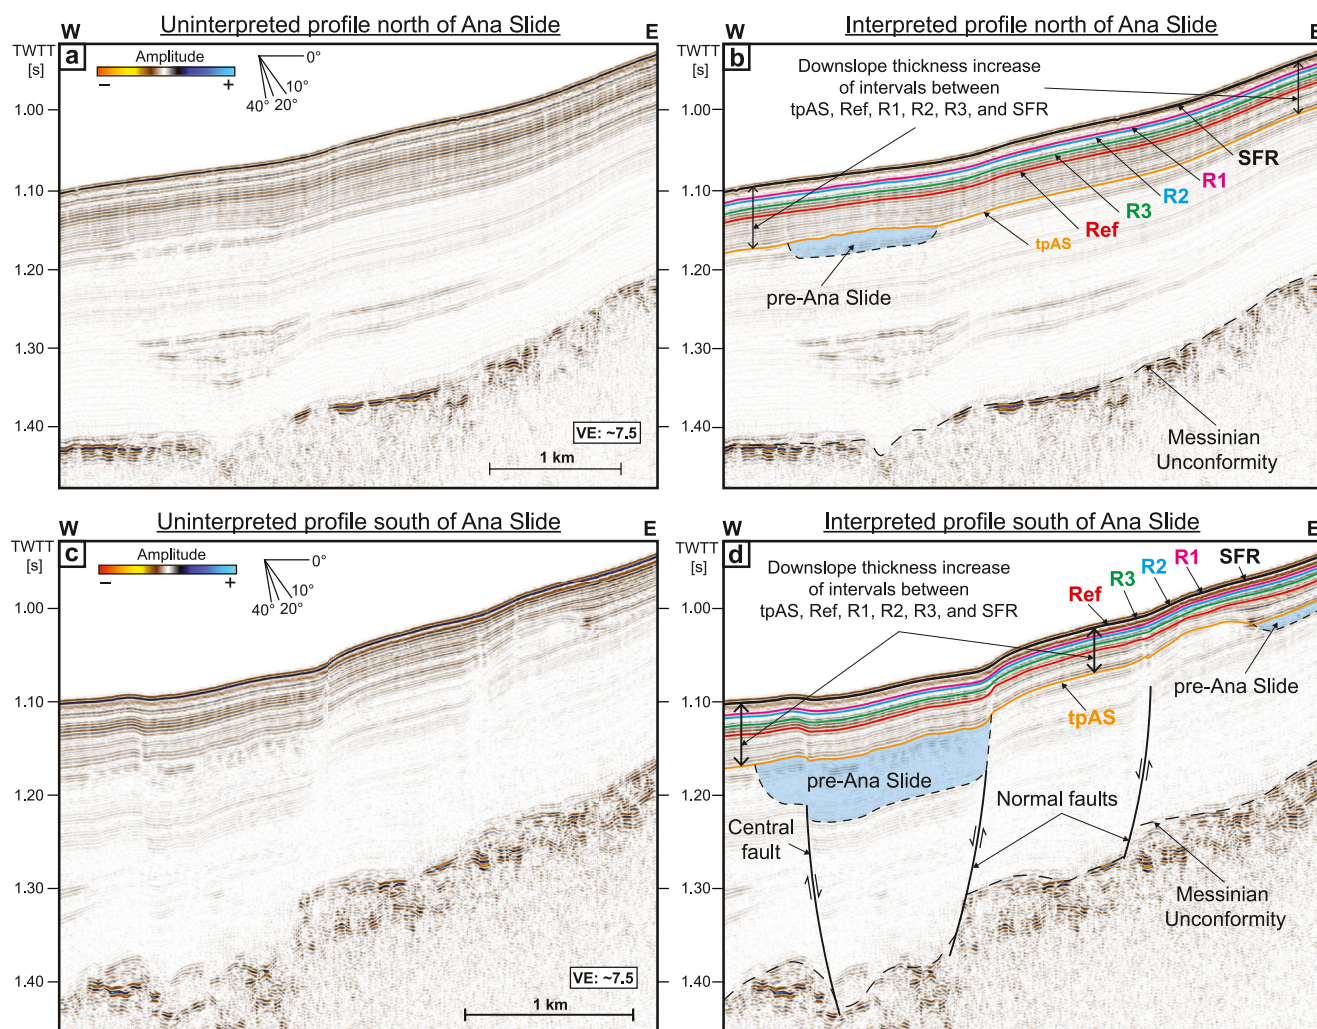 Uninterpreted profile north of Ana Slide
W
E
TWTT
[s]
a
Amplitude
–
+
0°
10°
20°
40°
1.00
1.10
1.20
1.30
1.40
VE: ~7.5
1 km
Interpreted profile north of Ana Slide
W
E
TWTT
[s]
b
Downslope thickness increase
of intervals between
tpAS, Ref, R1, R2, R3, and SFR
1.00
1.10
1.20
1.30
1.40
SFR
R1
R2
R3
Ref
tpAS
pre-Ana Slide
Messinian
Unconformity
Uninterpreted profile south of Ana Slide
W
E
TWTT
[s]
c
Amplitude
–
+
0°
10°
20°
40°
1.00
1.10
1.20
1.30
1.40
VE: ~7.5
1 km
Interpreted profile south of Ana Slide
W
E
TWTT
[s]
d
Downslope thickness increase
of intervals between
tpAS, Ref, R1, R2, R3, and SFR
1.00
1.10
1.20
1.30
1.40
Ref
R3
R2
R1
SFR
pre-Ana Slide
tpAS
pre-Ana Slide
Normal faults
Central
fault
Messinian
Unconformity